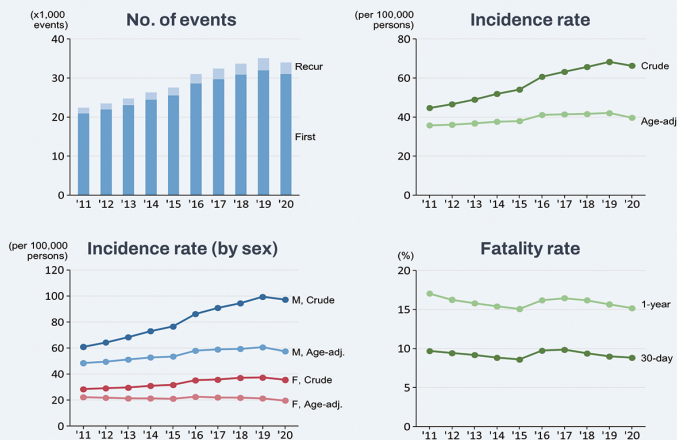 No. of events
(x1,000
events)
40
30
20
10
0
Recur
First
'11 '12 '13 '14 '15 '16 '17 '18 '19 '20
Incidence rate
(per 100,000
persons)
80
60
40
20
0
Crude
Age-adj
'11 '12 '13 '14 '15 '16 '17 '18 '19 '20
Incidence rate (by sex)
(per 100,000
persons)
120
100
80
60
40
20
0
M, Crude
M, Age-adj.
F, Crude
F, Age-adj.
'11 '12 '13 '14 '15 '16 '17 '18 '19 '20
Fatality rate
(%)
20
15
10
5
0
1-year
30-day
'11 '12 '13 '14 '15 '16 '17 '18 '19 '20